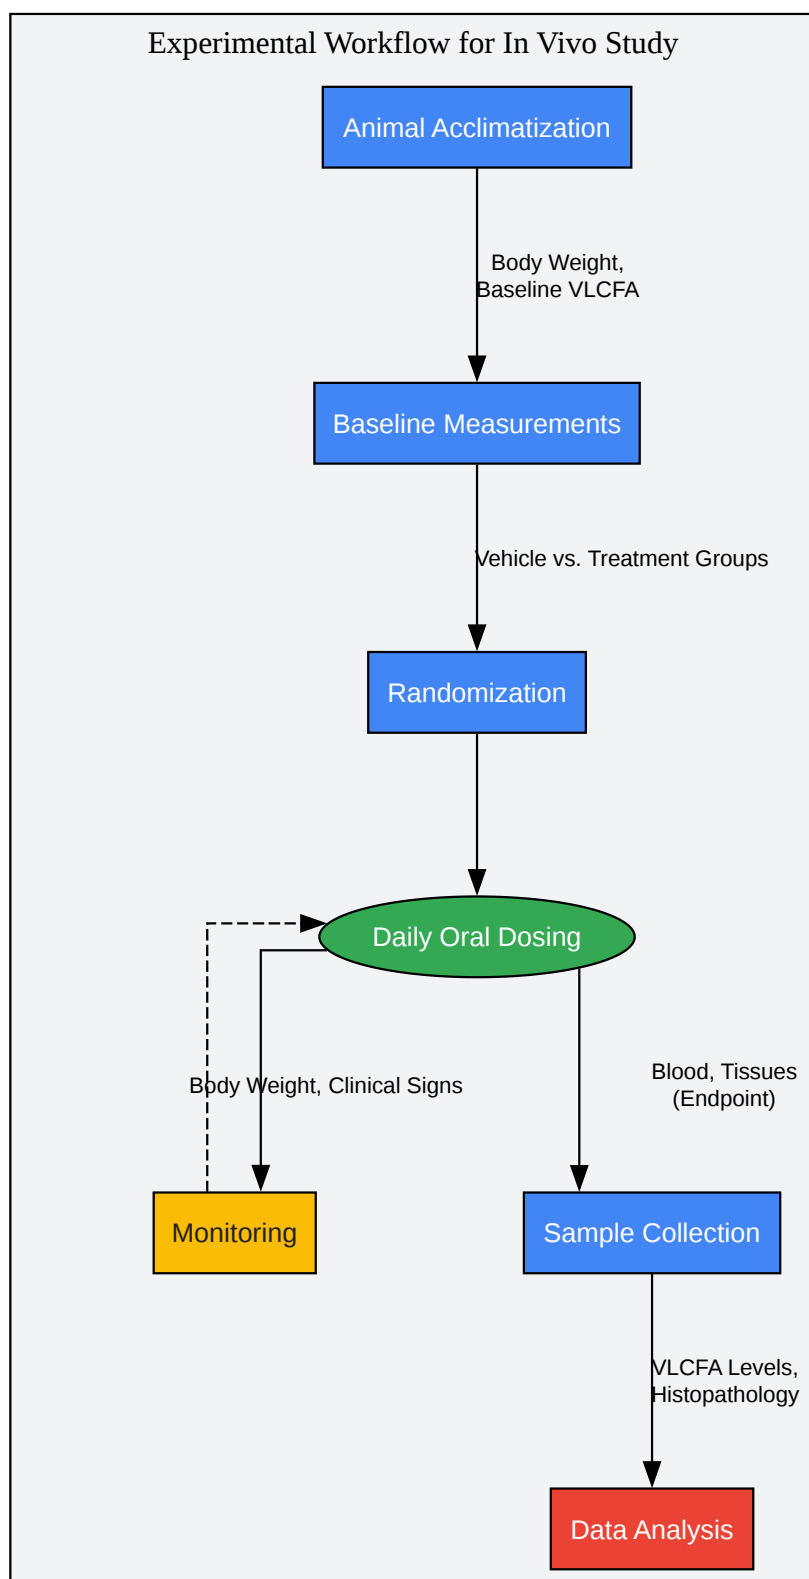 Experimental Workflow for In Vivo Study
Animal Acclimatization
Body Weight,
Baseline VLCFA
Baseline Measurements
Vehicle vs. Treatment Groups
Randomization
Daily Oral Dosing
Body Weight, Clinical Signs
Blood, Tissues
(Endpoint)
Monitoring
Sample Collection
VLCFA Levels,
Histopathology
Data Analysis